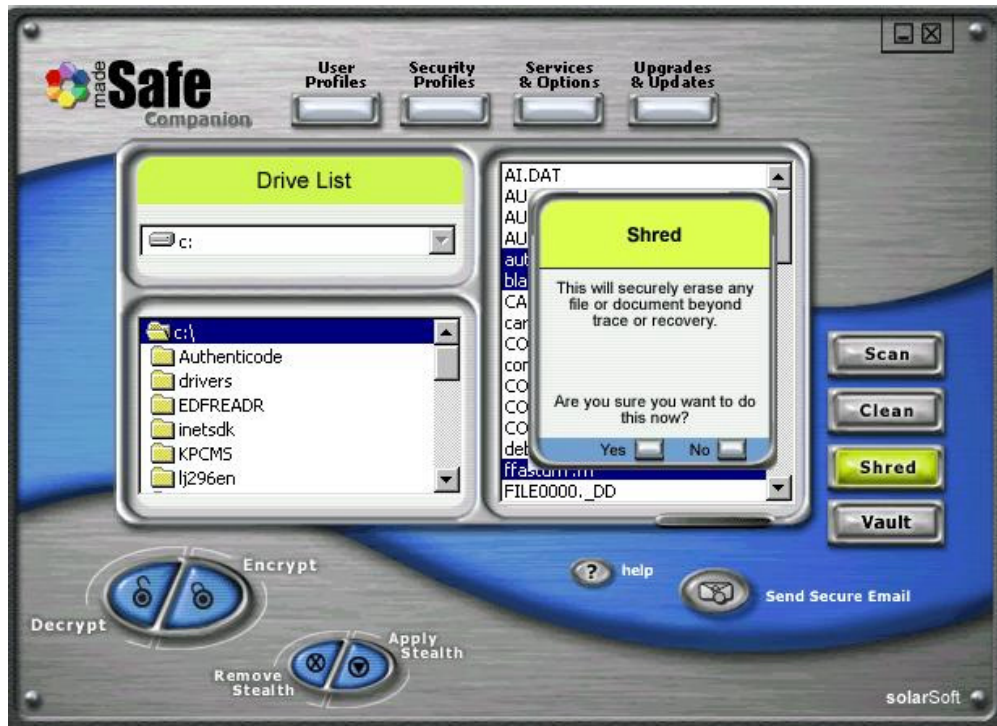 made
Safe
Companion
User
Profiles
Security
Profiles
Services
& Options
Upgrades
& Updates
Drive List
c:
c:\
Authenticode
drivers
EDFREADR
inetsdk
KPCMS
lj296en
AI.DAT
AU
AU
AU
aut
bla
CA
car
CO
cor
CO
CO
CO
deb
FILE0000._DD
Shred
This will securely erase any
file or document beyond
trace or recovery.
Are you sure you want to do
this now?
Yes No
Scan
Clean
Shred
Vault
Encrypt
Decrypt
Apply
Stealth
Remove
Stealth
? help
Send Secure Email
solarSoft